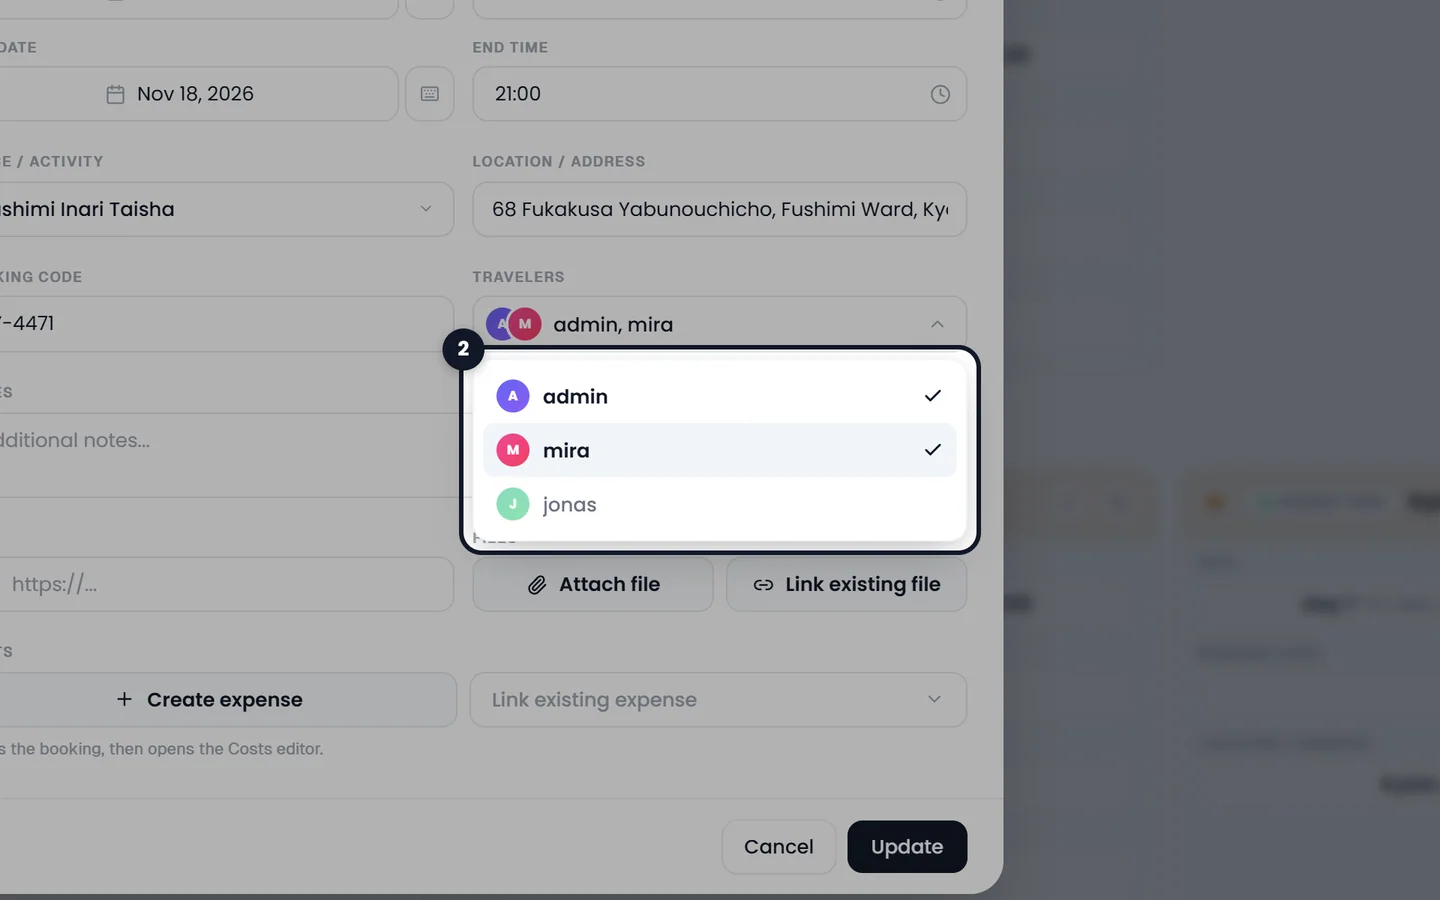 DATE
END TIME
Nov 18, 2026
21:00
E / ACTIVITY
LOCATION / ADDRESS
shimi Inari Taisha
68 Fukakusa Yabunouchicho, Fushimi Ward, Ky
KING CODE
TRAVELERS
-4471
A M admin, mira
2
A admin
M mira
J jonas
ES
dditional notes...
https://...
Attach file
Link existing file
TS
Create expense
Link existing expense
s the booking, then opens the Costs editor.
Cancel
Update